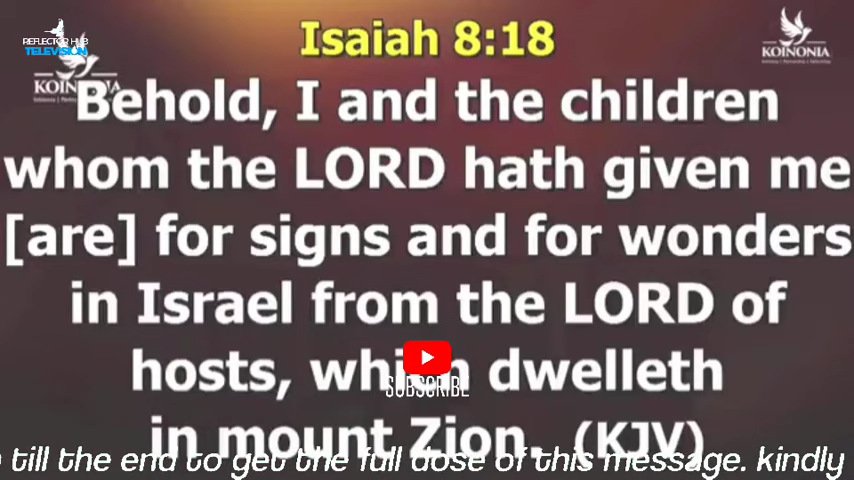 Isaiah 8:18
REFLECTOR HUB
TELEVISION
KOINONIA
KOINONIA
Behold, I and the children
whom the LORD hath given me
[are] for signs and for wonders
in Israel from the LORD of
hosts, which dwelleth
SUBSCRIBE
in mount Zion. (KJV)
till the end to get the full dose of this message. kindly